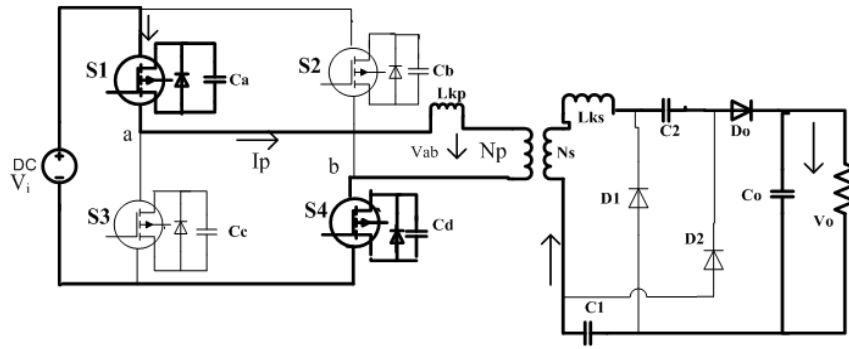 S1
Ca
S2
Cb
Lkp
Lks
C2
Do
a
Ip
b
Vab
Np
Ns
DC
Vi
D1
Co
Vo
S3
Cc
S4
Cd
D2
C1